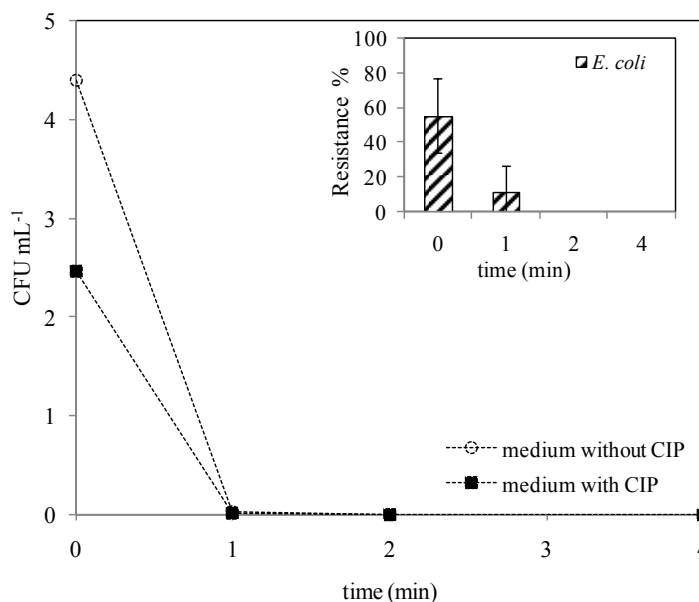 5
4
3
2
1
0
CFU mL-1
0 1 2 3 4
time (min)
medium without CIP
medium with CIP
100
80
60
40
20
0
Resistance %
E. coli
0 1 2 4
time (min)